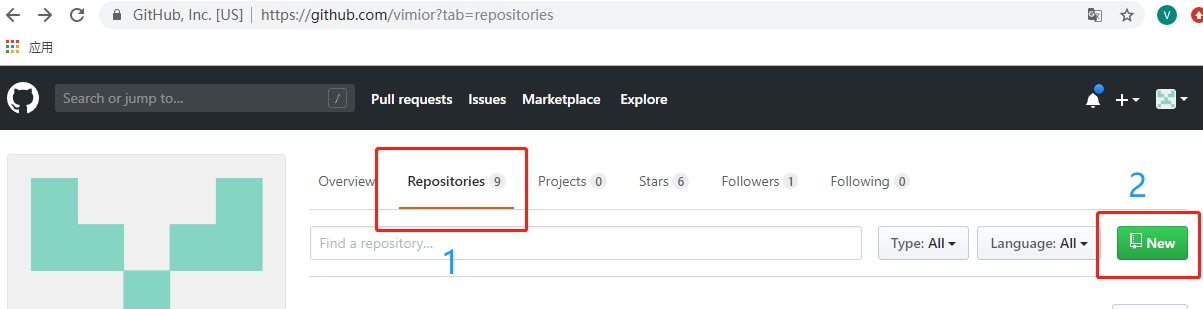 GitHub, Inc. [US] | https://github.com/vimior?tab=repositories
V
应用
Search or jump to... /
Pull requests Issues Marketplace Explore
Overview Repositories 9 Projects 0 Stars 6 Followers 1 Following 0
2
Find a repository... Type: All Language: All New
1